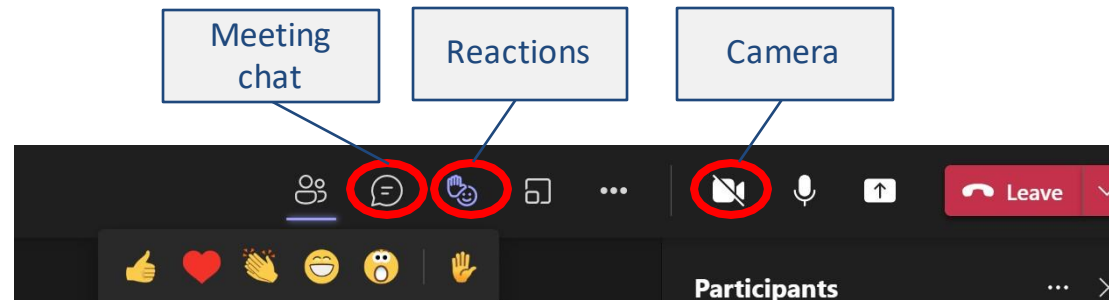 Meeting
chat
Reactions
Camera
Leave
Participants